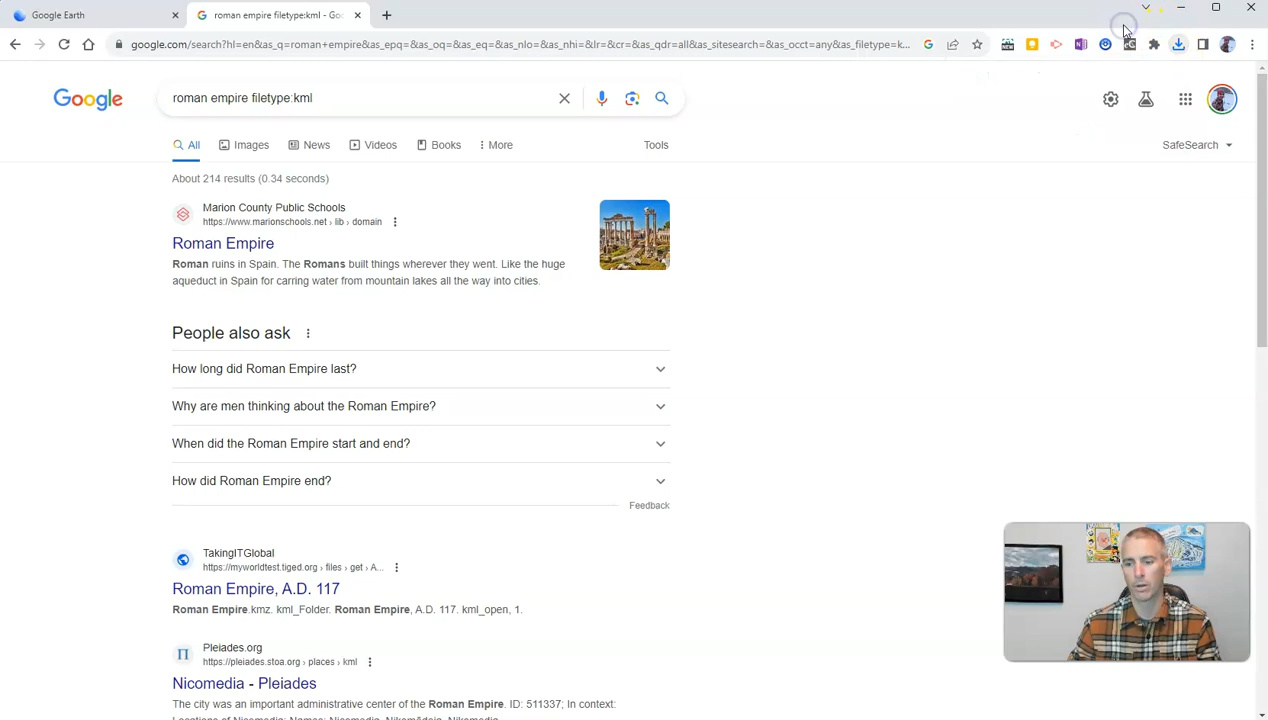 Google Earth
roman empire filetype:kml - Goo
google.com/search?hl=en&as_q=roman+empire&as_epq=&as_oq=&as_eq=&as_nlo=&as_nhi=&lr=&cr=&as_qdr=all&as_sitesearch=&as_occt=any&as_filetype=k...
Google
roman empire filetype:kml
All
Images
News
Videos
Books
More
Tools
SafeSearch
About 214 results (0.34 seconds)
Marion County Public Schools
https://www.marionschools.net › lib › domain
Roman Empire
Roman ruins in Spain. The Romans built things wherever they went. Like the huge
aqueduct in Spain for carring water from mountain lakes all the way into cities.
People also ask
How long did Roman Empire last?
Why are men thinking about the Roman Empire?
When did the Roman Empire start and end?
How did Roman Empire end?
Feedback
TakingITGlobal
https://myworldtest.tiged.org › files › get › A...
Roman Empire, A.D. 117
Roman Empire.kmz. kml_Folder. Roman Empire, A.D. 117. kml_open, 1.
Pleiades.org
https://pleiades.stoa.org › places › kml
Nicomedia - Pleiades
The city was an important administrative center of the Roman Empire. ID: 511337; In context: